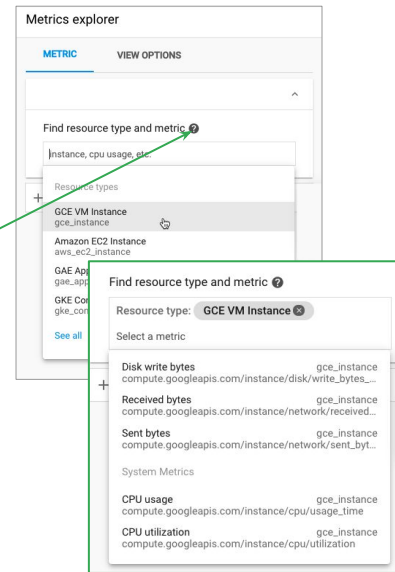 Metrics explorer
METRIC VIEW OPTIONS
Find resource type and metric ?
Instance, cpu usage, etc.
Resource types
GCE VM Instance
gce_instance
Amazon EC2 Instance
aws_ec2_instance
GAE App
gae_app
GKE Con
gke_con
See all
Find resource type and metric ?
Resource type: GCE VM Instance
Select a metric
Disk write bytes gce_instance
compute.googleapis.com/instance/disk/write_bytes_...
Received bytes gce_instance
compute.googleapis.com/instance/network/received...
Sent bytes gce_instance
compute.googleapis.com/instance/network/sent_byt...
System Metrics
CPU usage gce_instance
compute.googleapis.com/instance/cpu/usage_time
CPU utilization gce_instance
compute.googleapis.com/instance/cpu/utilization